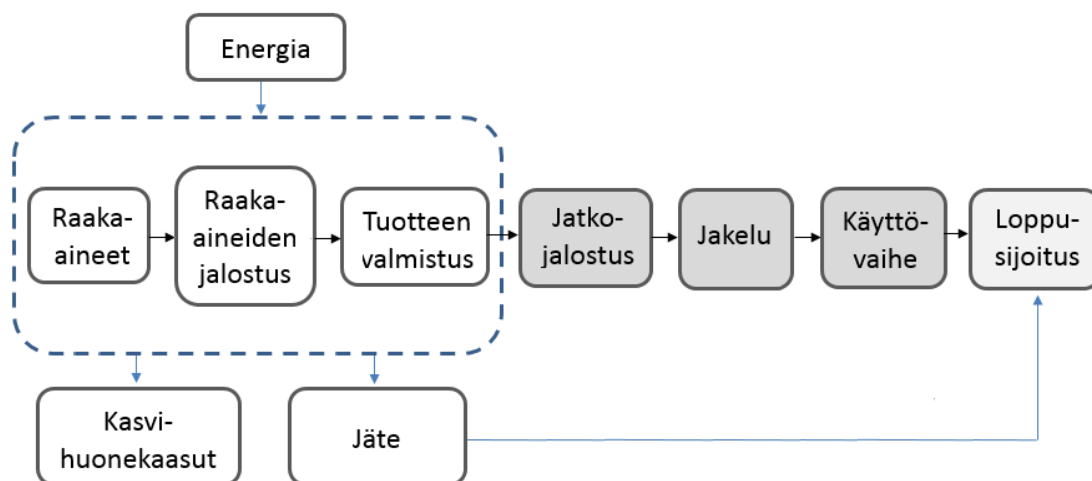 Energia
Raaka-
aineet
Raaka-
aineiden
jalostus
Tuotteen
valmistus
Jatko-
jalostus
Jakelu
Käyttö-
vaihe
Loppu-
sijoitus
Kasvi-
huonekaasut
Jäte